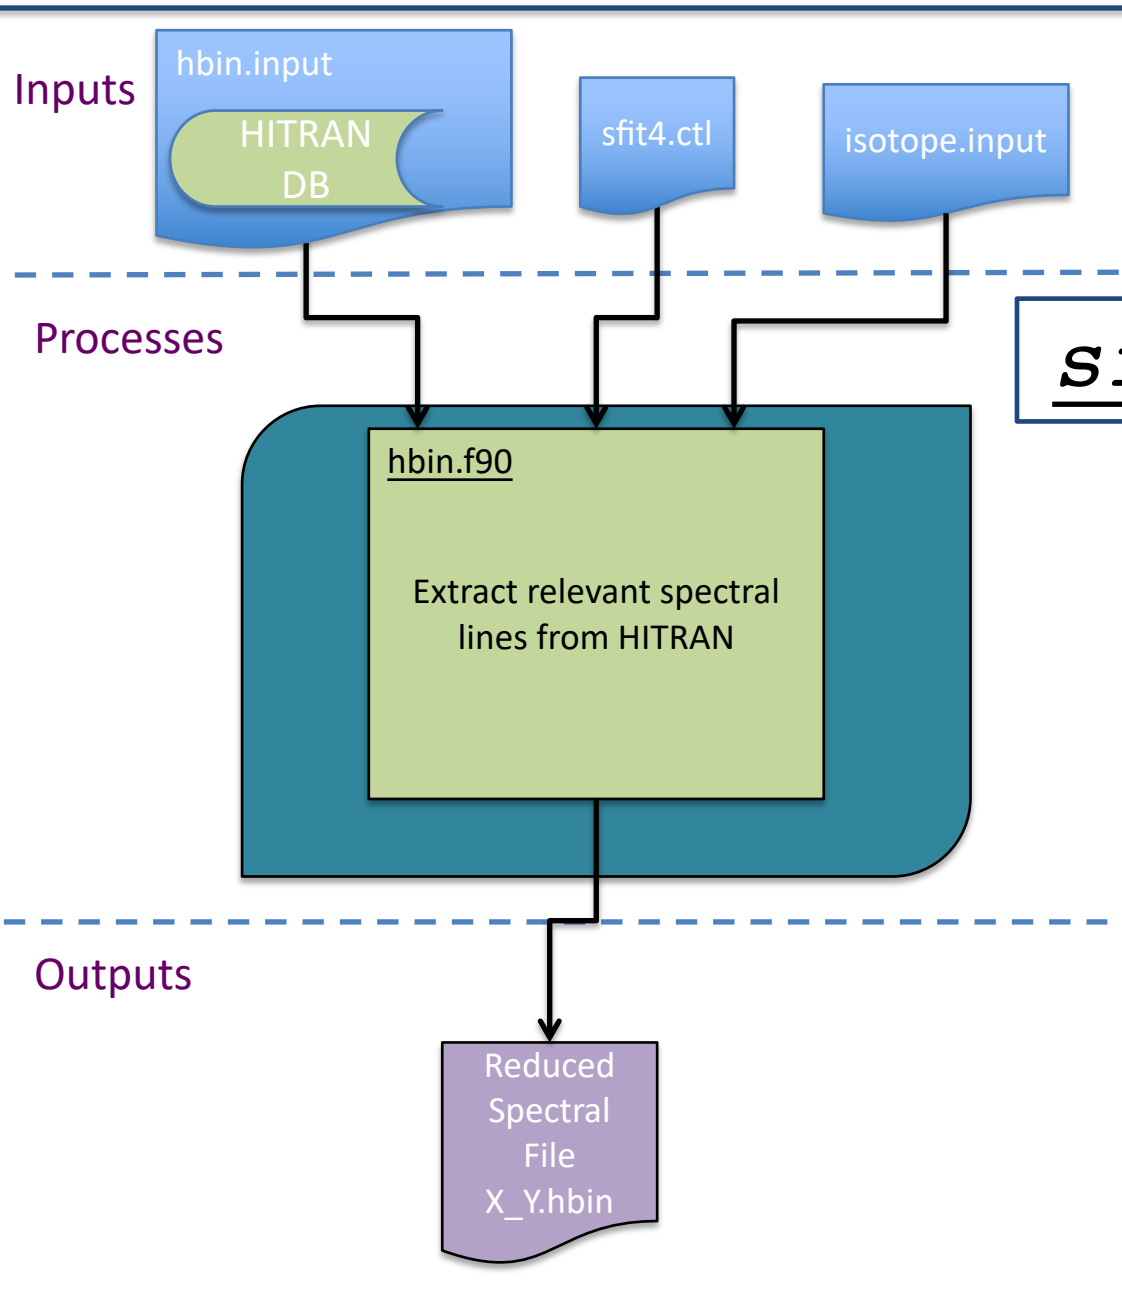 Inputs
hbin.input
HITRAN
DB
sfit4.ctl
isotope.input
Processes
hbin.f90
Extract relevant spectral
lines from HITRAN
Outputs
Reduced
Spectral
File
X_Y.hbin